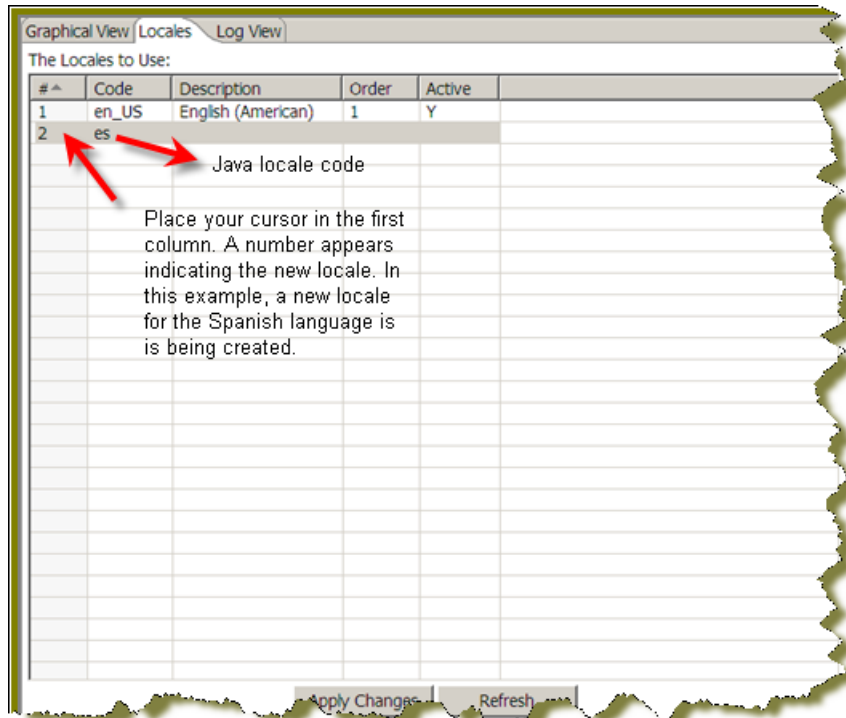 Graphical View Locales Log View
The Locales to Use:
# Code Description Order Active
1 en_US English (American) 1 Y
2 es
Java locale code
Place your cursor in the first
column. A number appears
indicating the new locale. In
this example, a new locale
for the Spanish language is
is being created.
Apply Changes Refresh